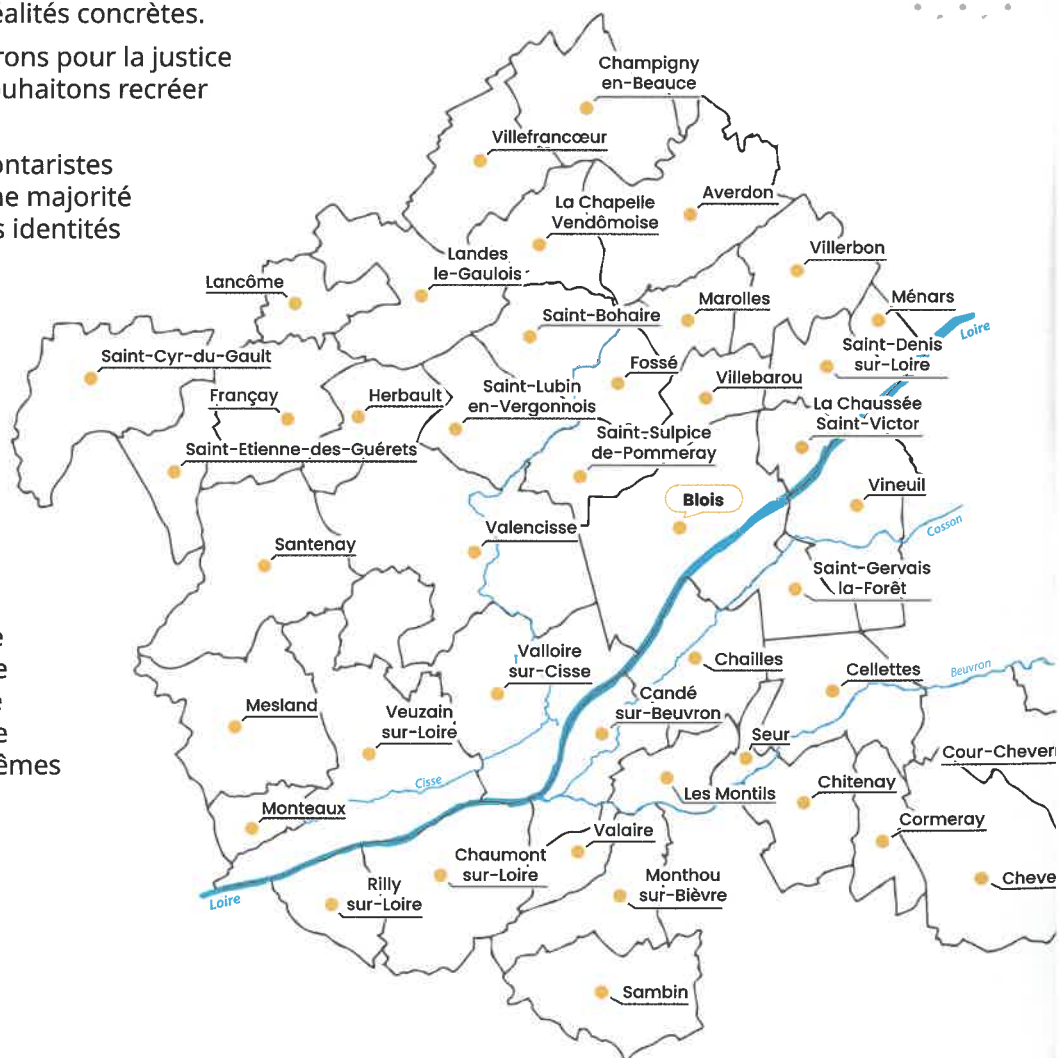 éalités concrètes.
rons pour la justice
uhaitons recréer
ontaristes
ne majorité
s identités
e
e
e
e
êmes
Champigny
en-Beauce
Villefrancœur
La Chapelle
Vendômoise
Averdon
Landes
le-Gaulois
Villerbon
Lancôme
Marolles
Ménars
Saint-Bohaire
Loire
Saint-Denis
sur-Loire
Saint-Cyr-du-Gault
Fossé
Villebarou
Françay
Herbault
Saint-Lubin
en-Vergonnois
La Chaussée
Saint-Victor
Saint-Sulpice
de-Pommeray
Saint-Etienne-des-Guérets
Vineuil
Blois
Valencisse
Cosson
Santenay
Saint-Gervais
la-Forêt
Valloire
sur-Cisse
Chailles
Cellettes
Beuvron
Mesland
Veuzain
sur-Loire
Candé
sur-Beuvron
Seur
Cour-Chever
Cisse
Les Montils
Chitenay
Monteaux
Cormeray
Valaire
Chaumont
sur-Loire
Monthou
sur-Bièvre
Cheve
Rilly
sur-Loire
Loire
Sambin